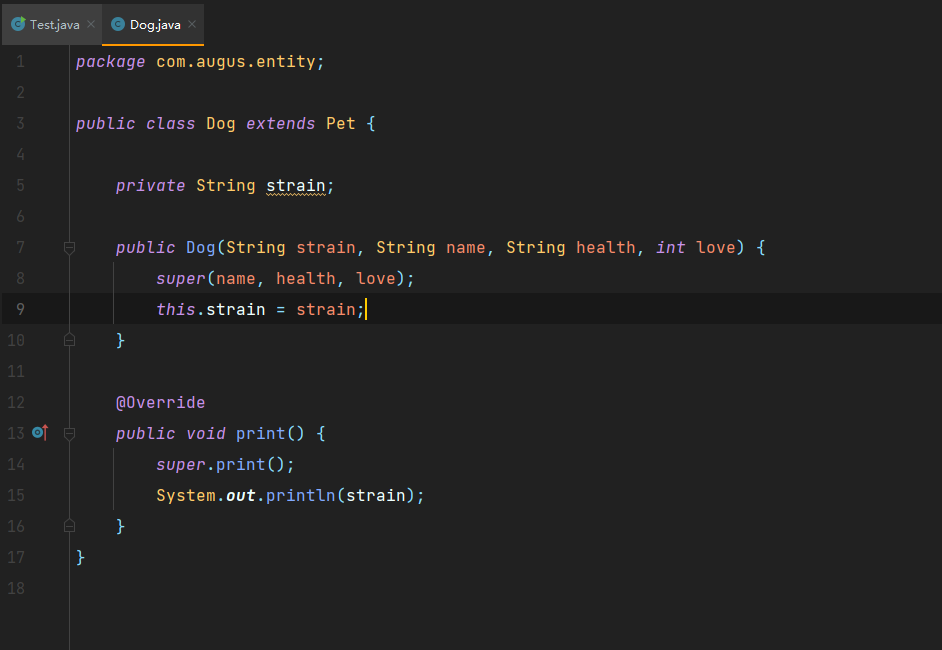 Test.java
Dog.java
1 package com.augus.entity;
2
3 public class Dog extends Pet {
4
5 private String strain;
6
7 public Dog(String strain, String name, String health, int love) {
8 super(name, health, love);
9 this.strain = strain;
10 }
11
12 @Override
13 public void print() {
14 super.print();
15 System.out.println(strain);
16 }
17 }
18